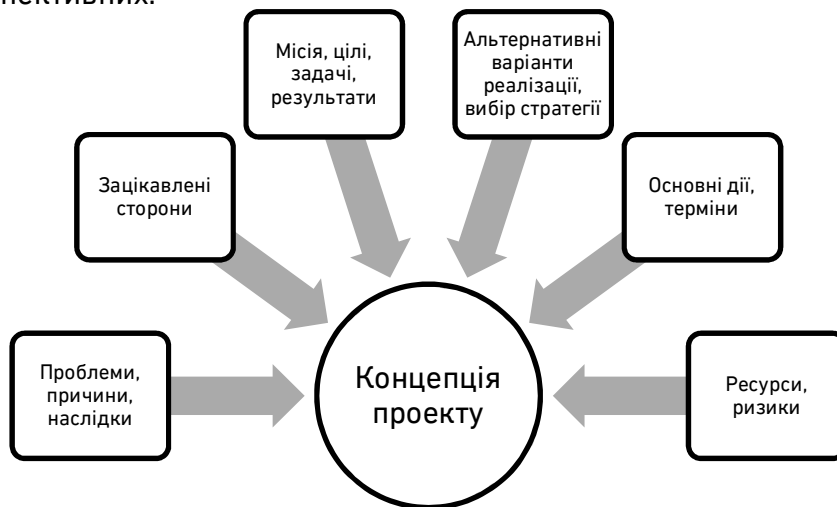 Місія, цілі,
задачі,
результати
Альтернативні
варіанти
реалізації,
вибір стратегії
Зацікавлені
сторони
Основні дії,
терміни
Проблеми,
причини,
наслідки
Концепція
проекту
Ресурси,
ризики